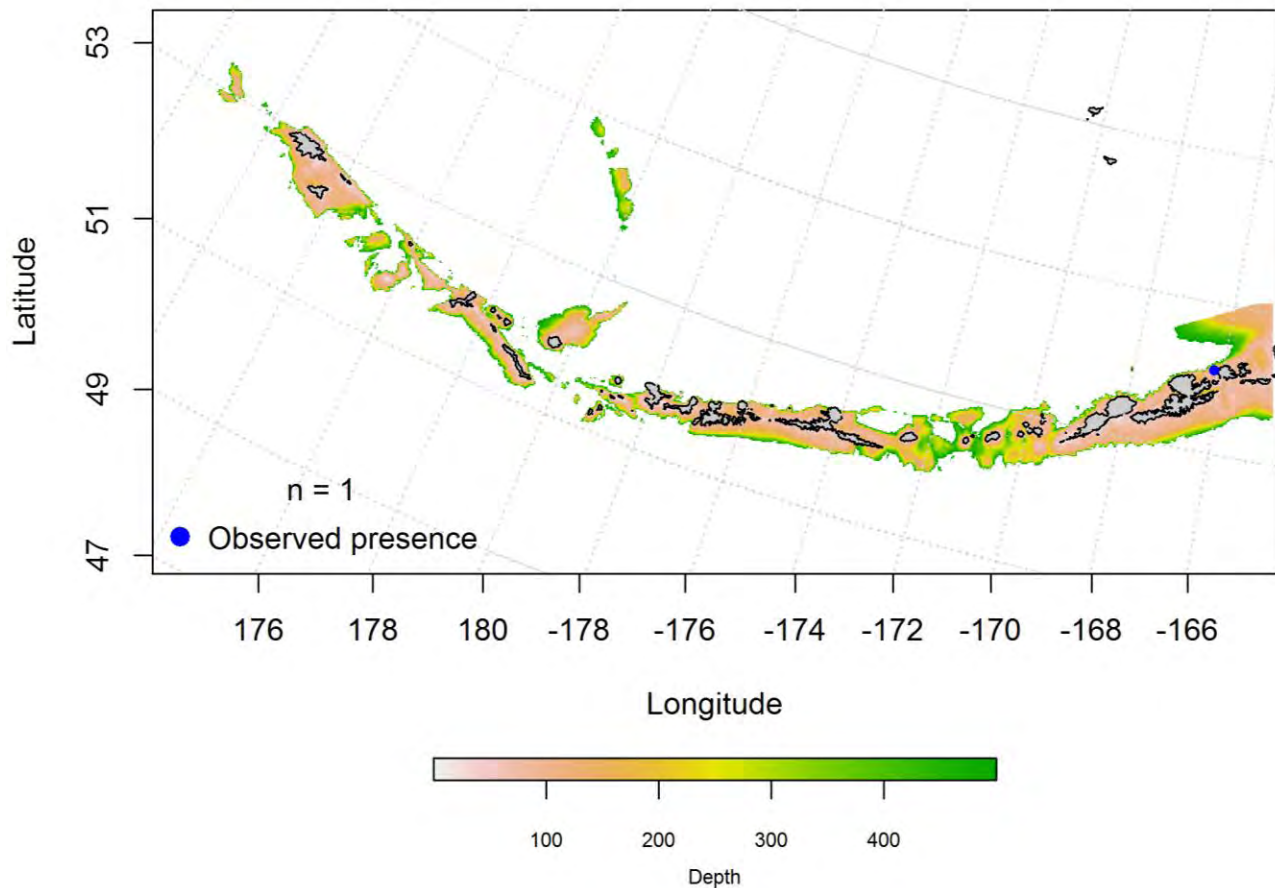 53
51
49
47
Latitude
n = 1
Observed presence
176 178 180 -178 -176 -174 -172 -170 -168 -166
Longitude
100 200 300 400
Depth